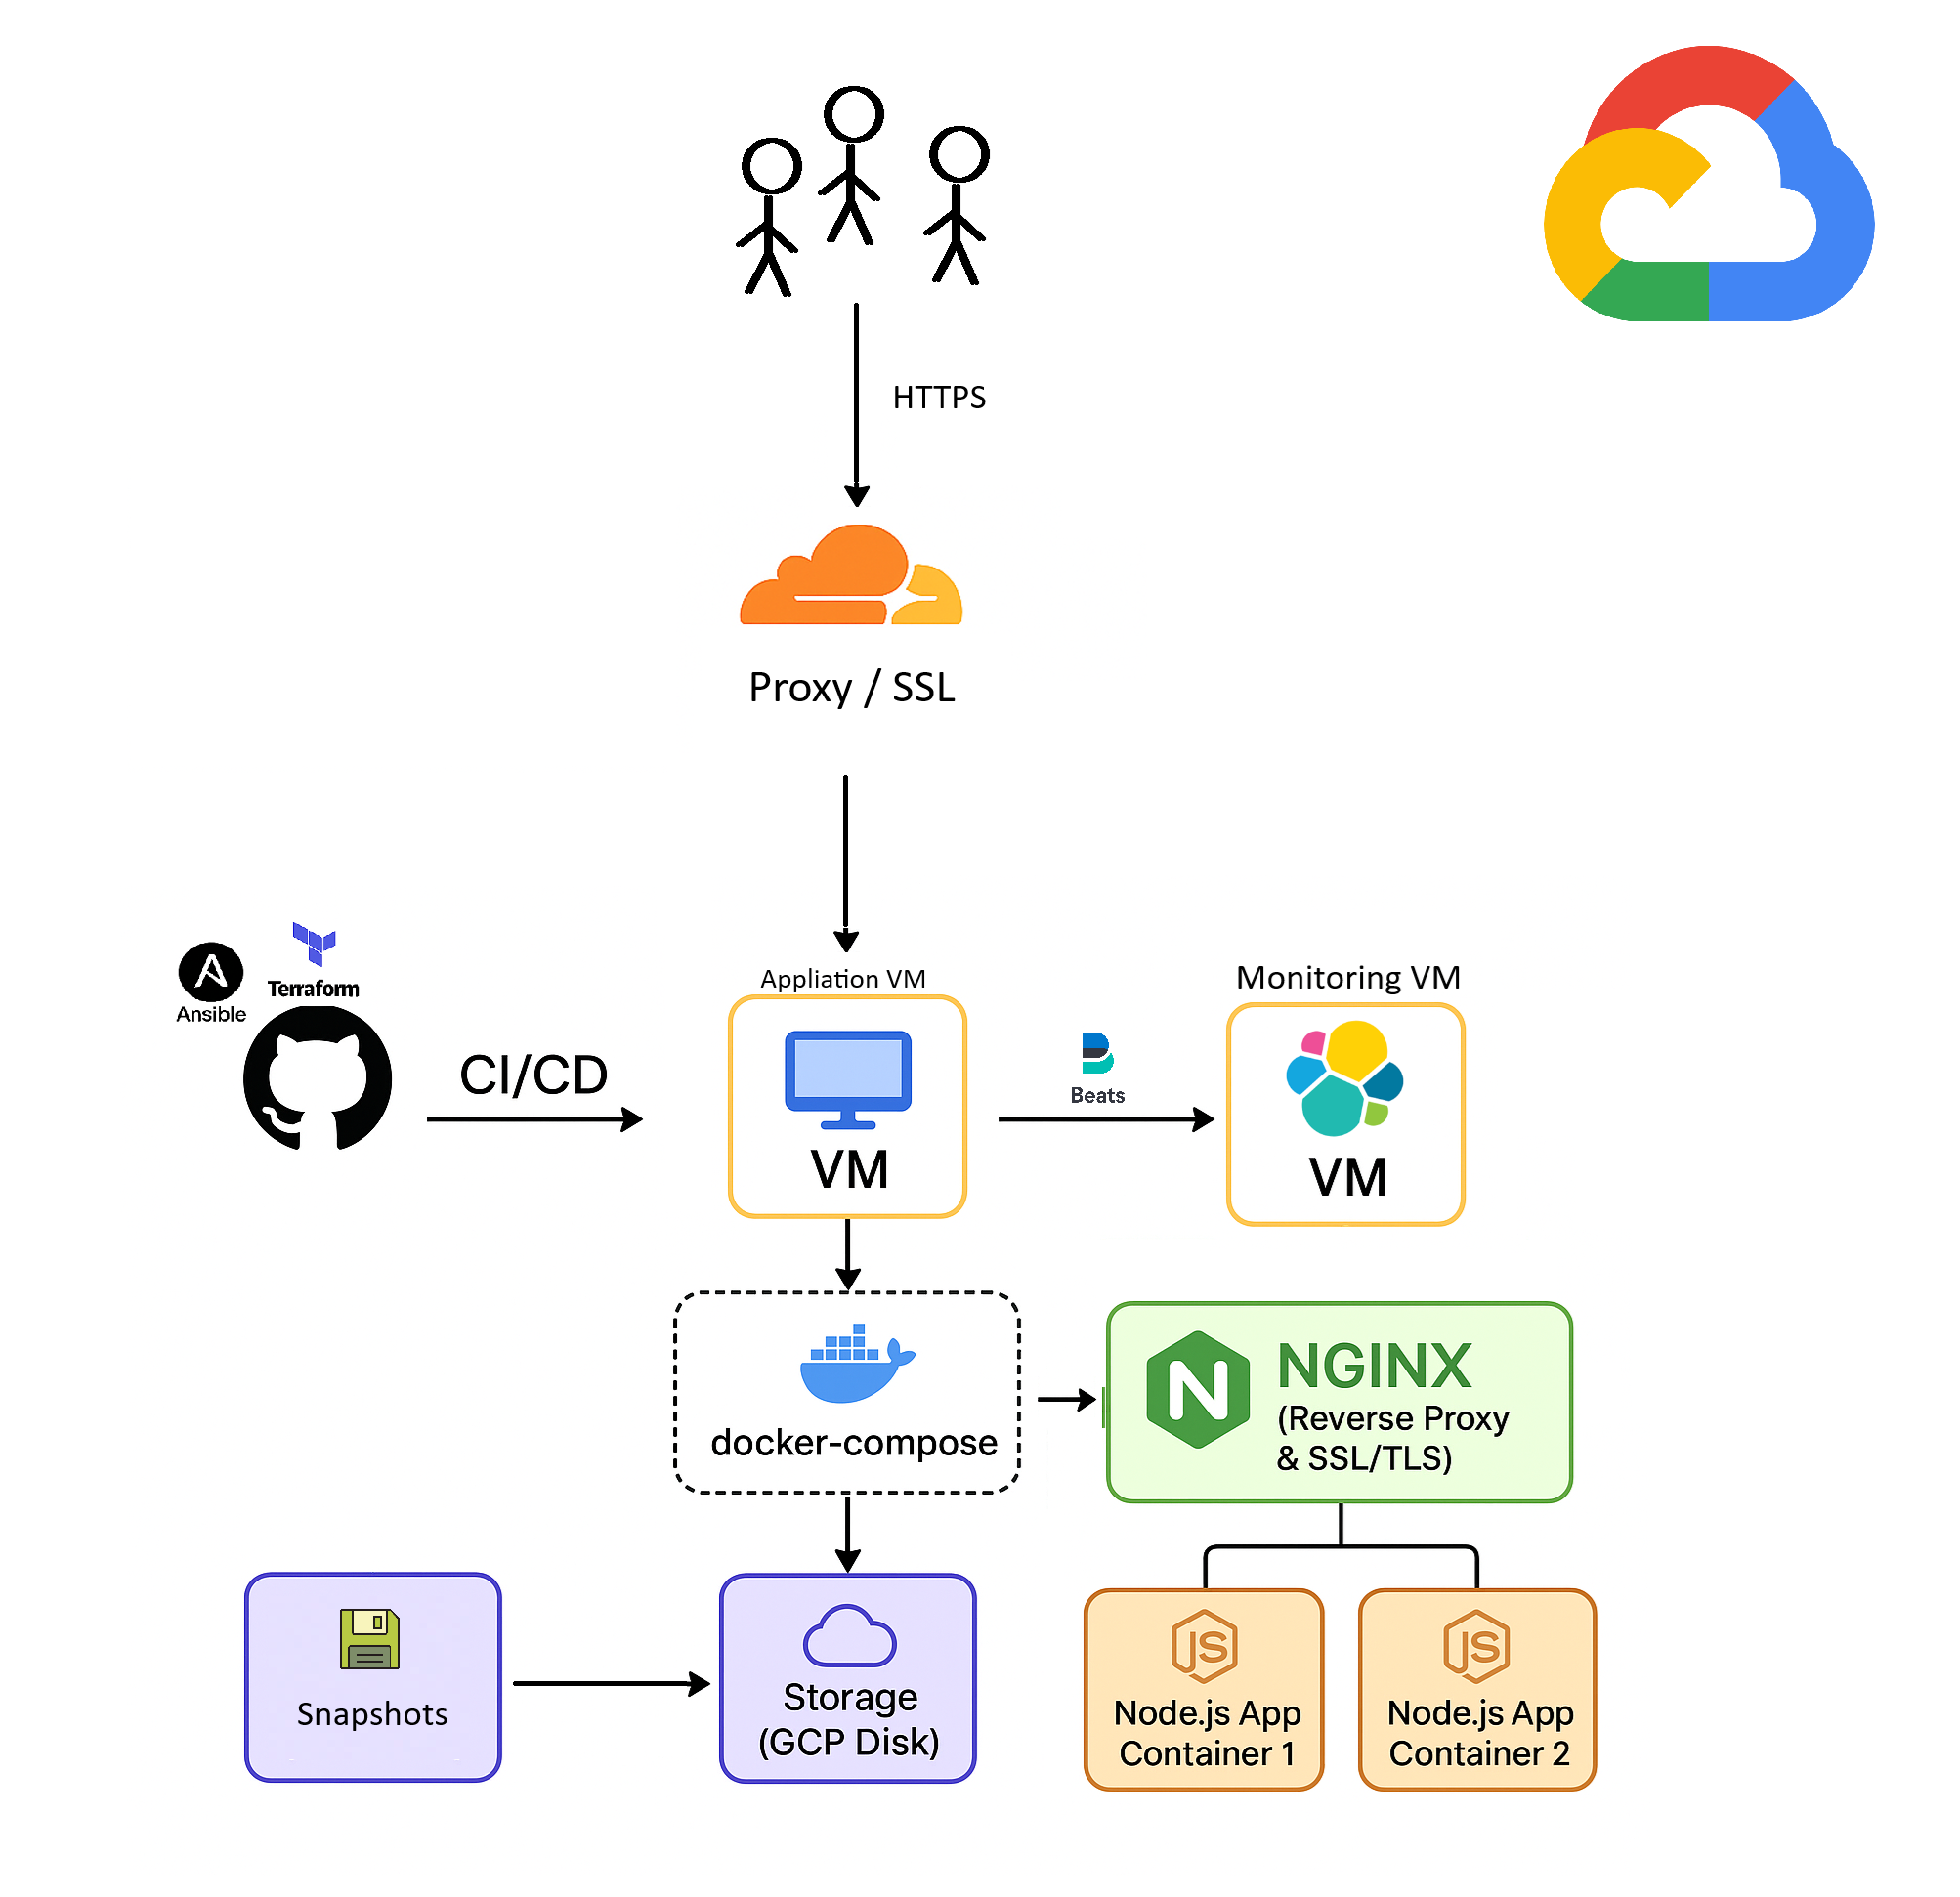 HTTPS
Proxy / SSL
Ansible
Terraform
CI/CD
Appliation VM
VM
Beats
Monitoring VM
VM
docker-compose
NGINX
(Reverse Proxy
& SSL/TLS)
Snapshots
Storage
(GCP Disk)
JS
Node.js App
Container 1
JS
Node.js App
Container 2